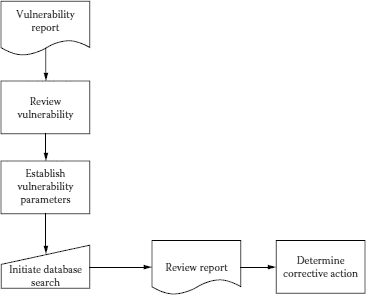 Vulnerability
report
Review
vulnerability
Establish
vulnerability
parameters
Initiate database
search
Review report
Determine
corrective action